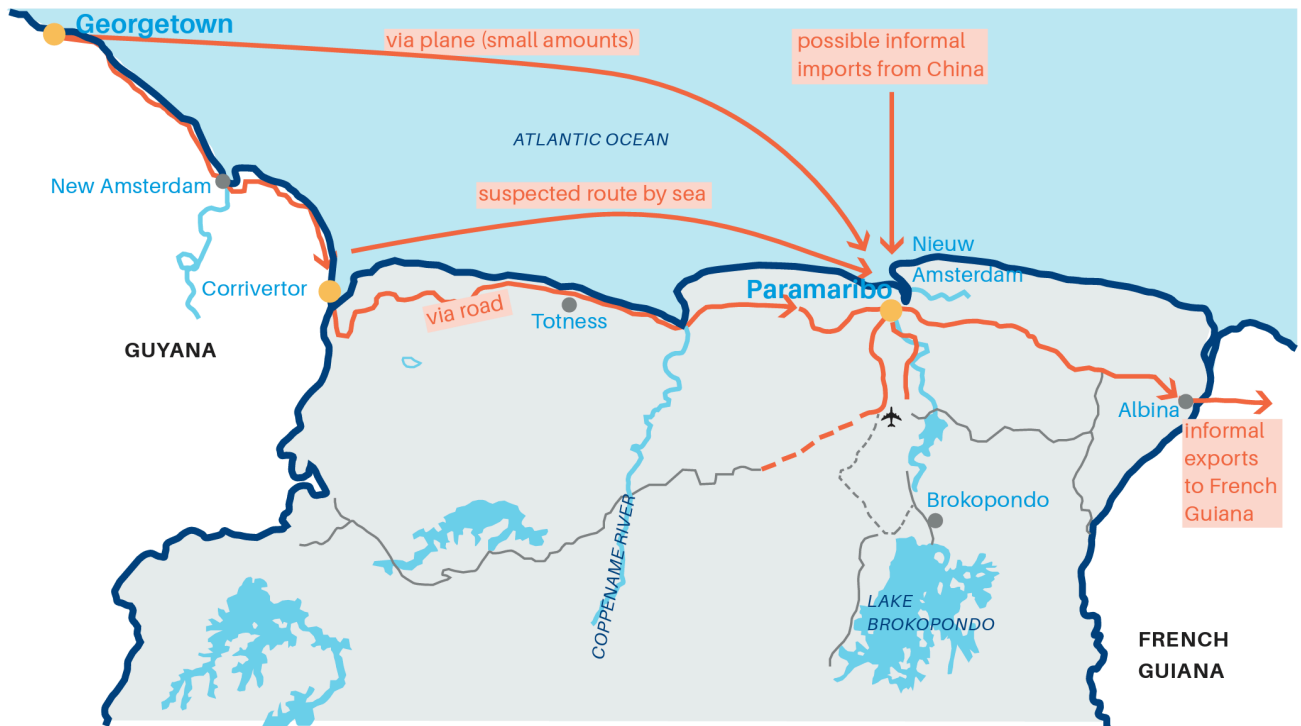 Georgetown
via plane (small amounts)
possible informal
imports from China
ATLANTIC OCEAN
New Amsterdam
suspected route by sea
Nieuw
Amsterdam
Corrivertor
Paramaribo
via road
Totness
GUYANA
Albina
informal
exports
to French
Guiana
Brokopondo
COPPENAME RIVER
LAKE
BROKOPONDO
FRENCH
GUIANA